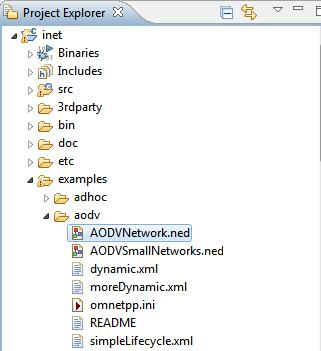 Project Explorer
inet
Binaries
Includes
src
3rdparty
bin
doc
etc
examples
adhoc
aodv
AODVNetwork.ned
AODVSmallNetworks.ned
dynamic.xml
moreDynamic.xml
omnetpp.ini
README
simpleLifecycle.xml